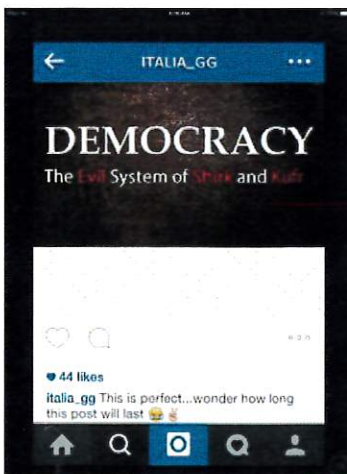 ITALIA_GG
DEMOCRACY
The Evil System of Shirk and Kufr
44 likes
italia_gg This is perfect...wonder how long
this post will last 😂✌